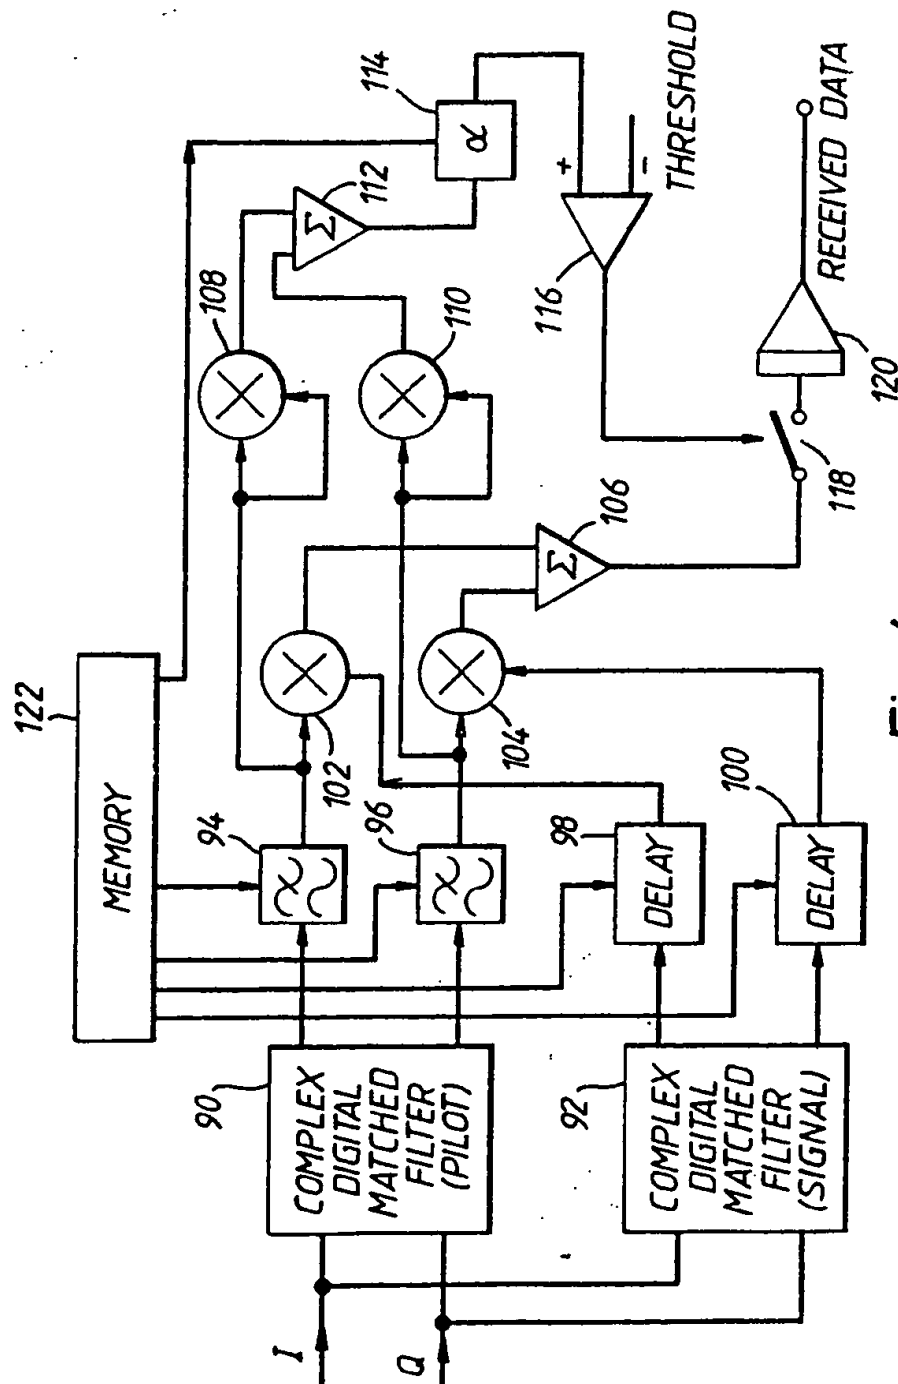 122
MEMORY
I
Q
90
COMPLEX
DIGITAL
MATCHED
FILTER
(PILOT)
94
96
102
104
108
110
Σ
112
α
114
92
COMPLEX
DIGITAL
MATCHED
FILTER
(SIGNAL)
98
DELAY
100
DELAY
Σ
106
116
+
-
THRESHOLD
118
120
RECEIVED DATA